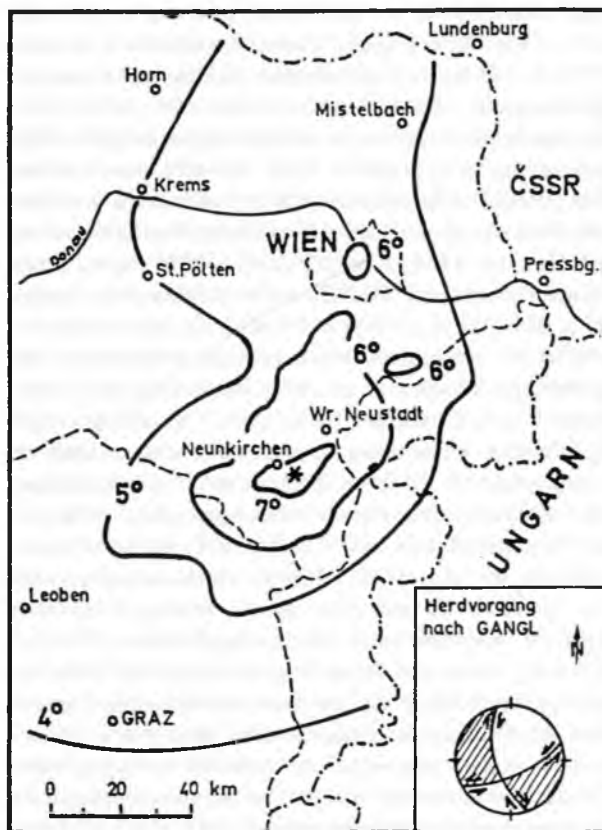 Lundenburg
Horn
Mistelbach
Krems
ČSSR
Donau
WIEN
6°
St.Pölten
Pressbg.
6°
6°
Wr. Neustadt
Neunkirchen
5°
7°
UNGARN
Leoben
Herdvorgang
nach GANGL
N
4°
GRAZ
0 20 40 km